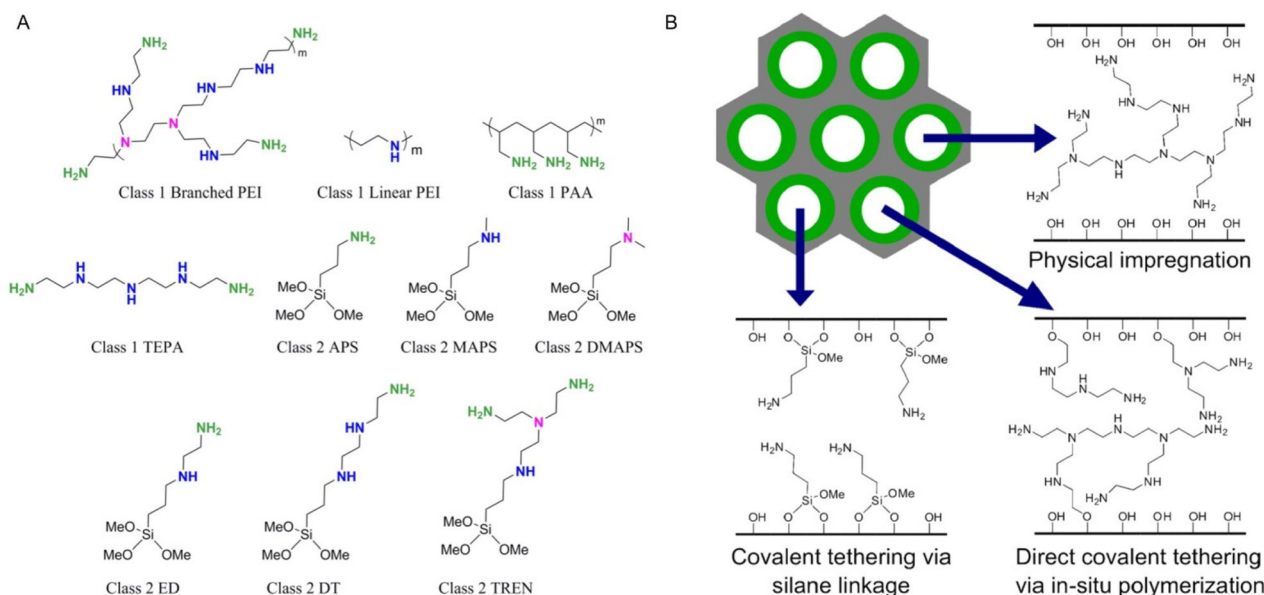 A
NH2
NH2
HN
HN
NH
m
N
N
H2N
HN
NH2
Class 1 Branched PEI
N
H
m
Class 1 Linear PEI
m
NH2
NH2
NH2
Class 1 PAA
H2N
HN
N
H
HN
NH2
Class 1 TEPA
NH2
MeO
Si
MeO
OMe
Class 2 APS
NH
MeO
Si
MeO
OMe
Class 2 MAPS
N
MeO
Si
MeO
OMe
Class 2 DMAPS
NH2
NH
MeO
Si
MeO
OMe
Class 2 ED
NH2
HN
NH
MeO
Si
MeO
OMe
Class 2 DT
NH2
H2N
N
NH
MeO
Si
MeO
OMe
Class 2 TREN
B
OH OH OH OH OH OH
H2N
HN
NH
H2N
H2N
HN
N
N
H
N
N
H2N
NH2
OH OH OH OH OH OH
Physical impregnation
OH O O OH O O
Si
OMe
Si
OMe
H2N
NH2
H2N
H2N
Si
OMe
Si
OMe
OH O O O O OH
Covalent tethering via
silane linkage
O OH OH O OH OH
HN
H
N
NH2
N
NH2
NH2
H2N
N
H
N
N
NH2
HN
H2N
NH
OH O OH OH OH OH
Direct covalent tethering
via in-situ polymerization